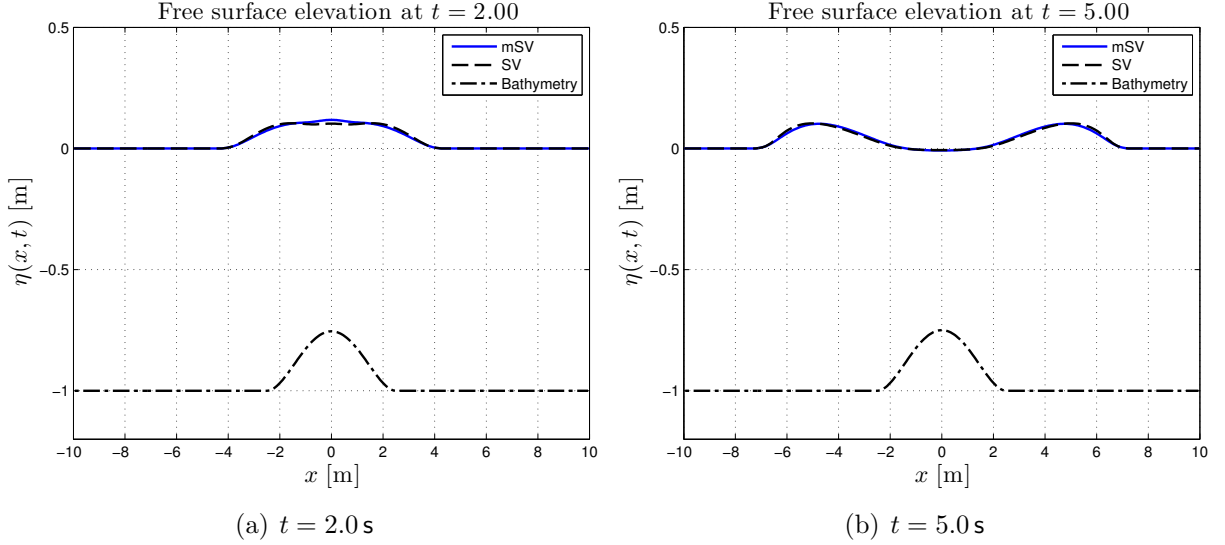 Free surface elevation at t = 2.00
mSV
SV
Bathymetry
0.5
0
−0.5
−1
η(x, t) [m]
−10 −8 −6 −4 −2 0 2 4 6 8 10
x [m]
(a) t = 2.0 s
Free surface elevation at t = 5.00
mSV
SV
Bathymetry
0.5
0
−0.5
−1
η(x, t) [m]
−10 −8 −6 −4 −2 0 2 4 6 8 10
x [m]
(b) t = 5.0 s